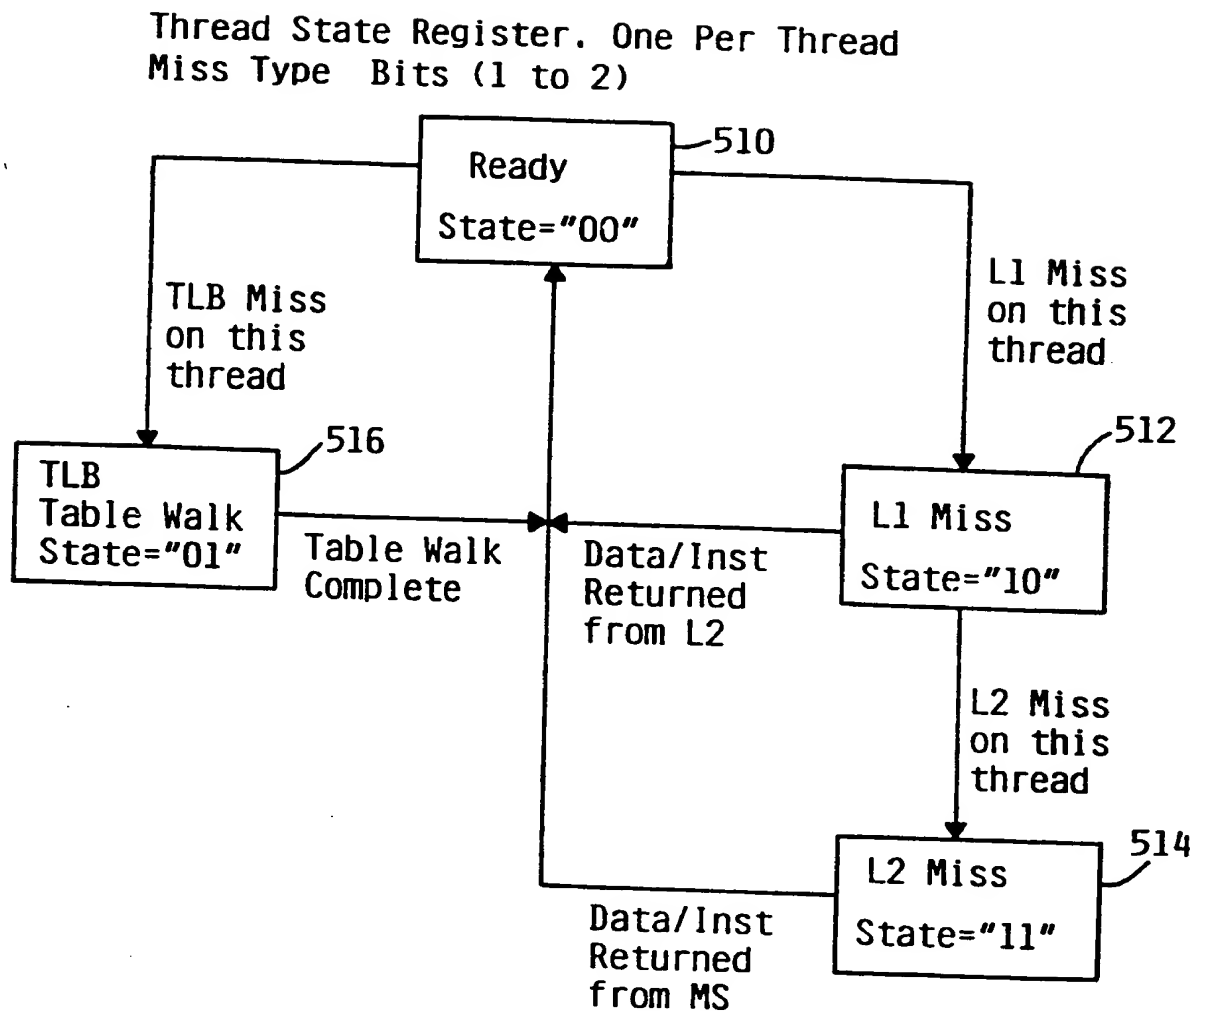 Thread State Register. One Per Thread
Miss Type Bits (1 to 2)
510
Ready
State="00"
TLB Miss
on this
thread
L1 Miss
on this
thread
516
512
TLB
Table Walk
State="01"
L1 Miss
State="10"
Table Walk
Complete
Data/Inst
Returned
from L2
L2 Miss
on this
thread
514
L2 Miss
State="11"
Data/Inst
Returned
from MS